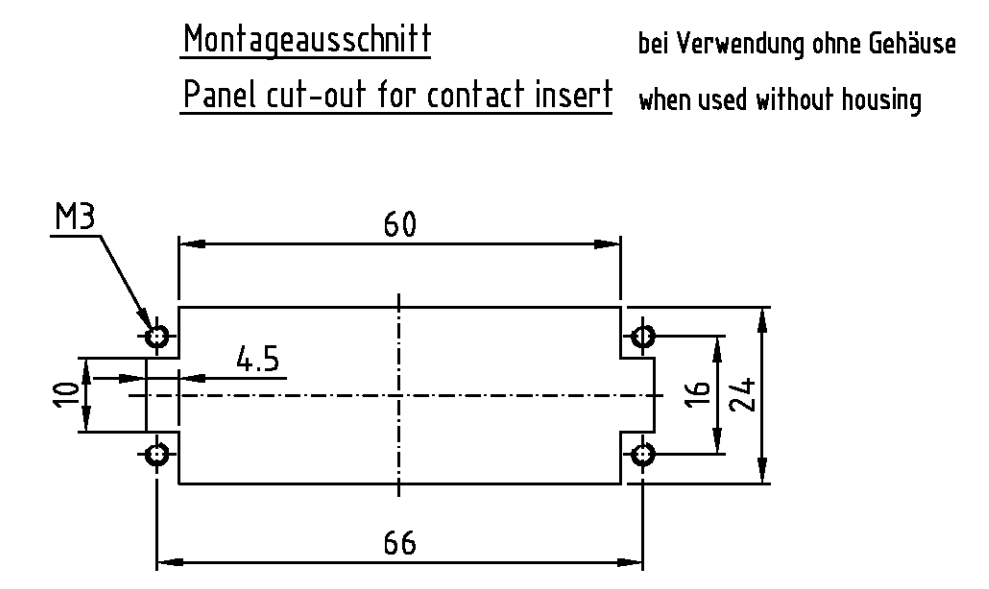 Montageausschnitt bei Verwendung ohne Gehäuse
Panel cut-out for contact insert when used without housing
M3
60
4.5
10
16
24
66